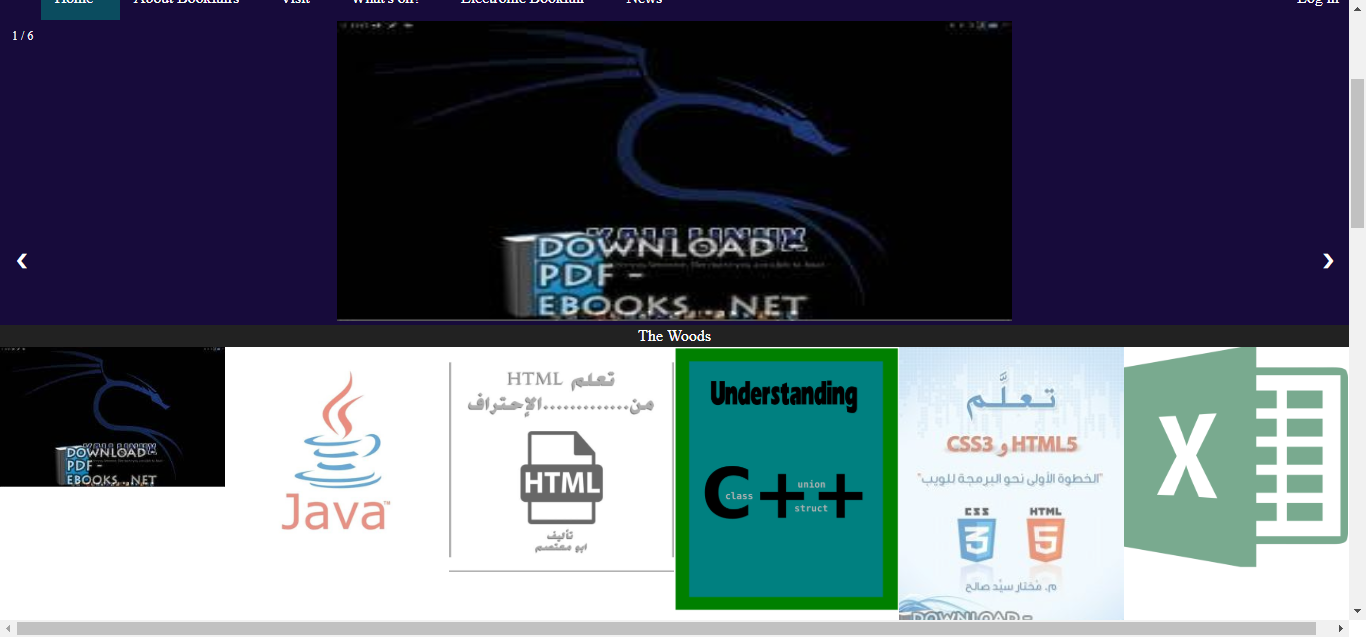 Home About Bookfairs Visit What's on? Electronic Bookfair News Log in
1 / 6
❮
❯
KALI LINUX
DOWNLOAD
PDF -
EBOOKS..NET
The Woods
KALI LINUX
DOWNLOAD
PDF -
EBOOKS..NET
Java™
تعلم HTML
من.............الإحتراف
HTML
تأليف
ابو معتصم
Understanding
C++
class
union
struct
تعلَّم
HTML5 و CSS3
"الخطوة الأولى نحو البرمجة للويب"
CSS HTML
3 5
م. مختار سيّد صالح
DOWNLOAD -
X